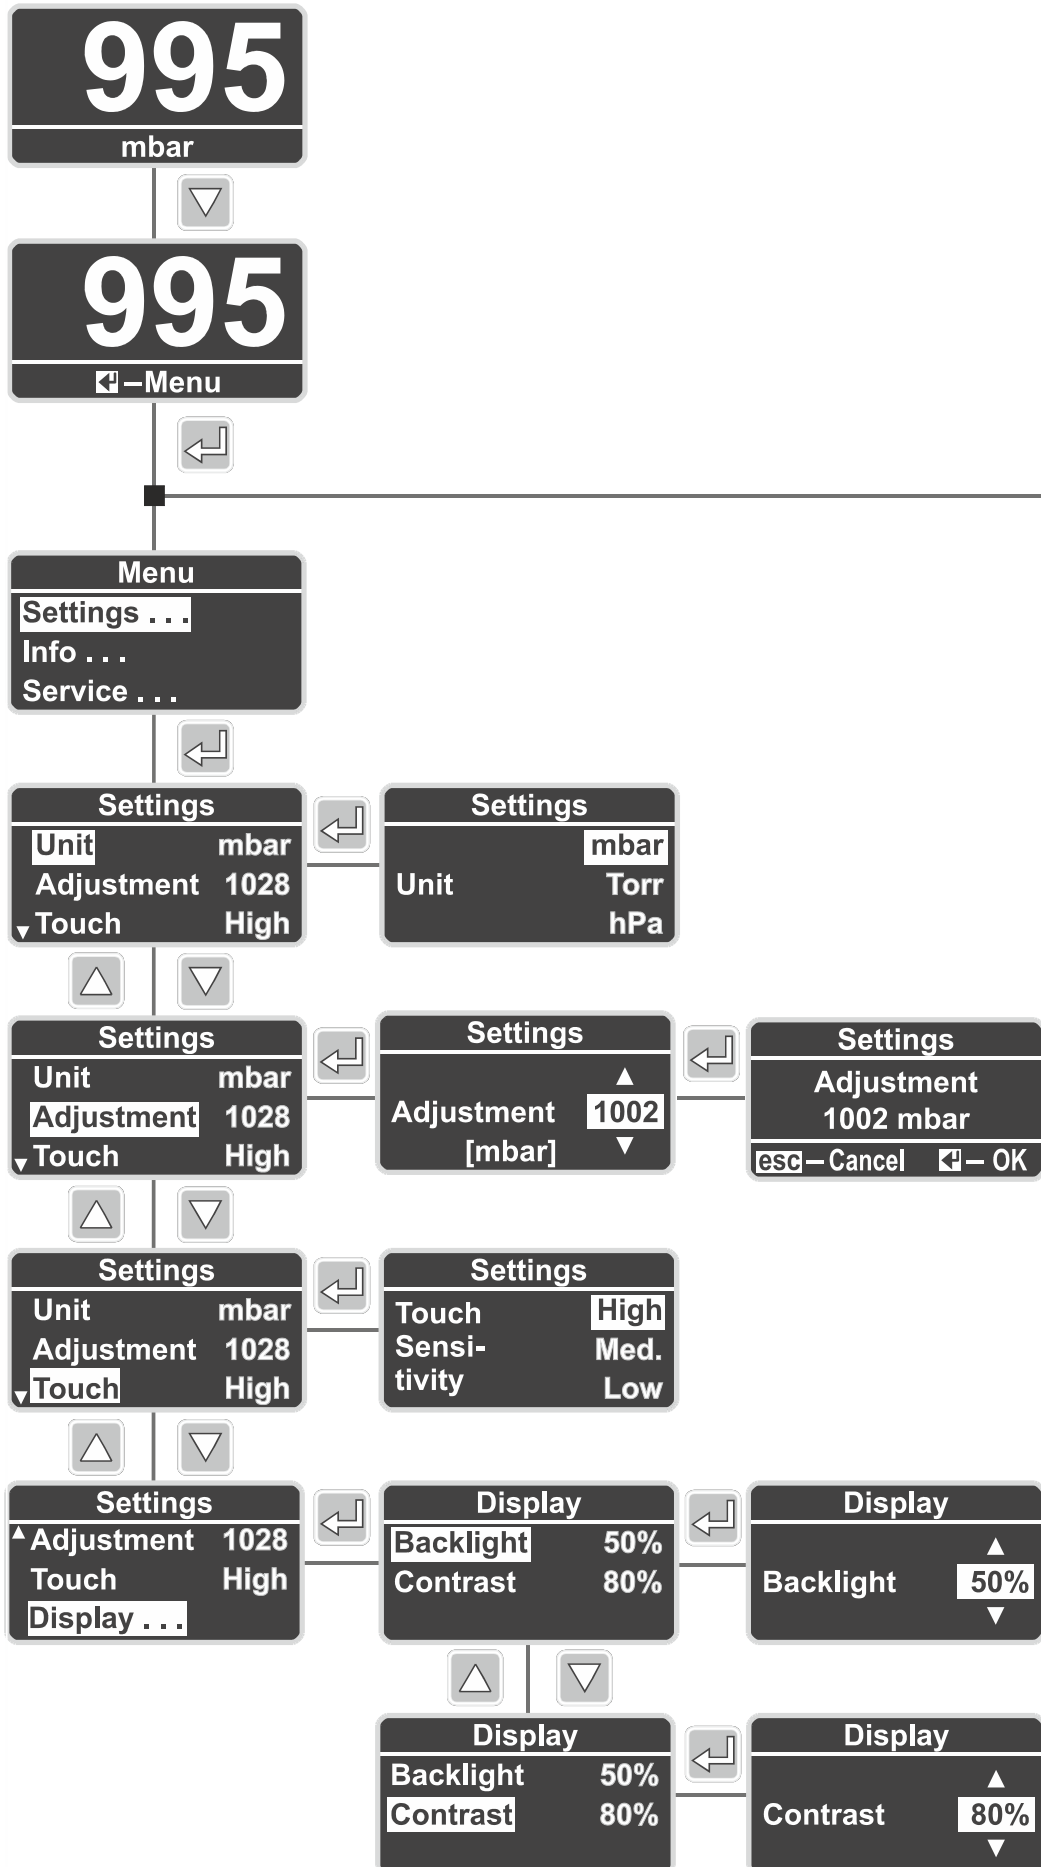 995
mbar
995
–Menu
Menu
Settings . . .
Info . . .
Service . . .
Settings
Unit mbar
Adjustment 1028
Touch High
Settings
mbar
Unit Torr
hPa
Settings
Unit mbar
Adjustment 1028
Touch High
Settings
Adjustment 1002
[mbar]
Settings
Adjustment
1002 mbar
esc – Cancel – OK
Settings
Unit mbar
Adjustment 1028
Touch High
Settings
Touch High
Sensi- Med.
tivity Low
Settings
Adjustment 1028
Touch High
Display . . .
Display
Backlight 50%
Contrast 80%
Display
Backlight 50%
Display
Backlight 50%
Contrast 80%
Display
Contrast 80%